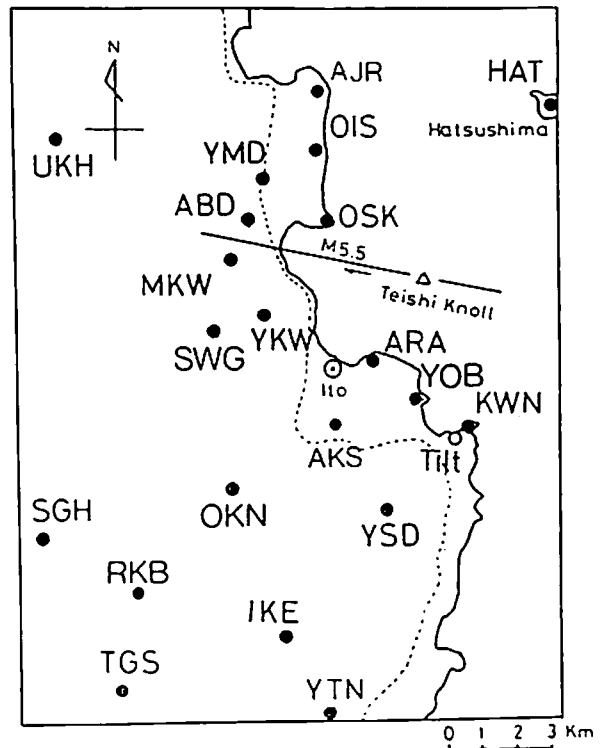 N
AJR
HAT
Hatsushima
OIS
UKH
YMD
ABD
OSK
M5.5
MKW
Teishi Knoll
YKW
SWG
ARA
Ito
YOB
KWN
AKS
Tilt
OKN
SGH
YSD
RKB
IKE
TGS
YTN
0 1 2 3 Km